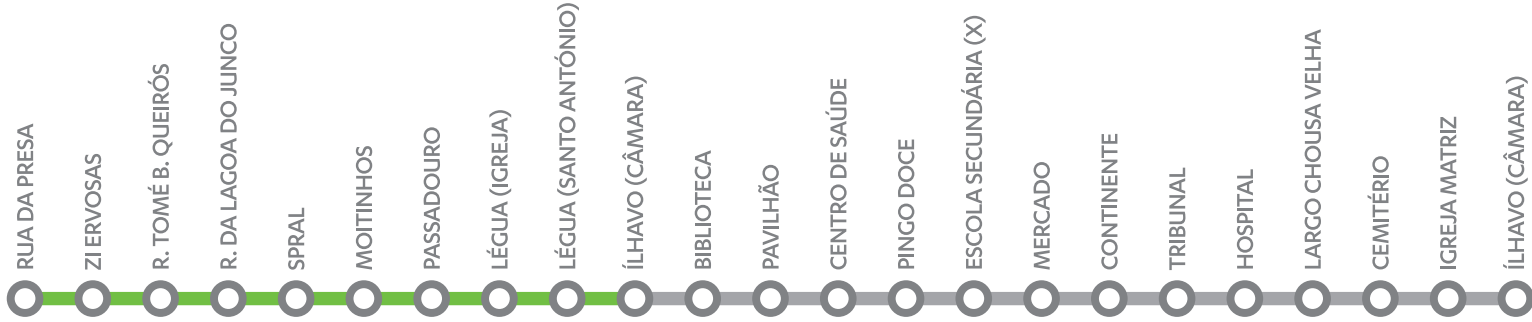 RUA DA PRESA
ZI ERVOSAS
R. TOMÉ B. QUEIRÓS
R. DA LAGOA DO JUNCO
SPRAL
MOITINHOS
PASSADOURO
LÉGUA (IGREJA)
LÉGUA (SANTO ANTÓNIO)
ÍLHAVO (CÂMARA)
BIBLIOTECA
PAVILHÃO
CENTRO DE SAÚDE
PINGO DOCE
ESCOLA SECUNDÁRIA (X)
MERCADO
CONTINENTE
TRIBUNAL
HOSPITAL
LARGO CHOUSA VELHA
CEMITÉRIO
IGREJA MATRIZ
ÍLHAVO (CÂMARA)